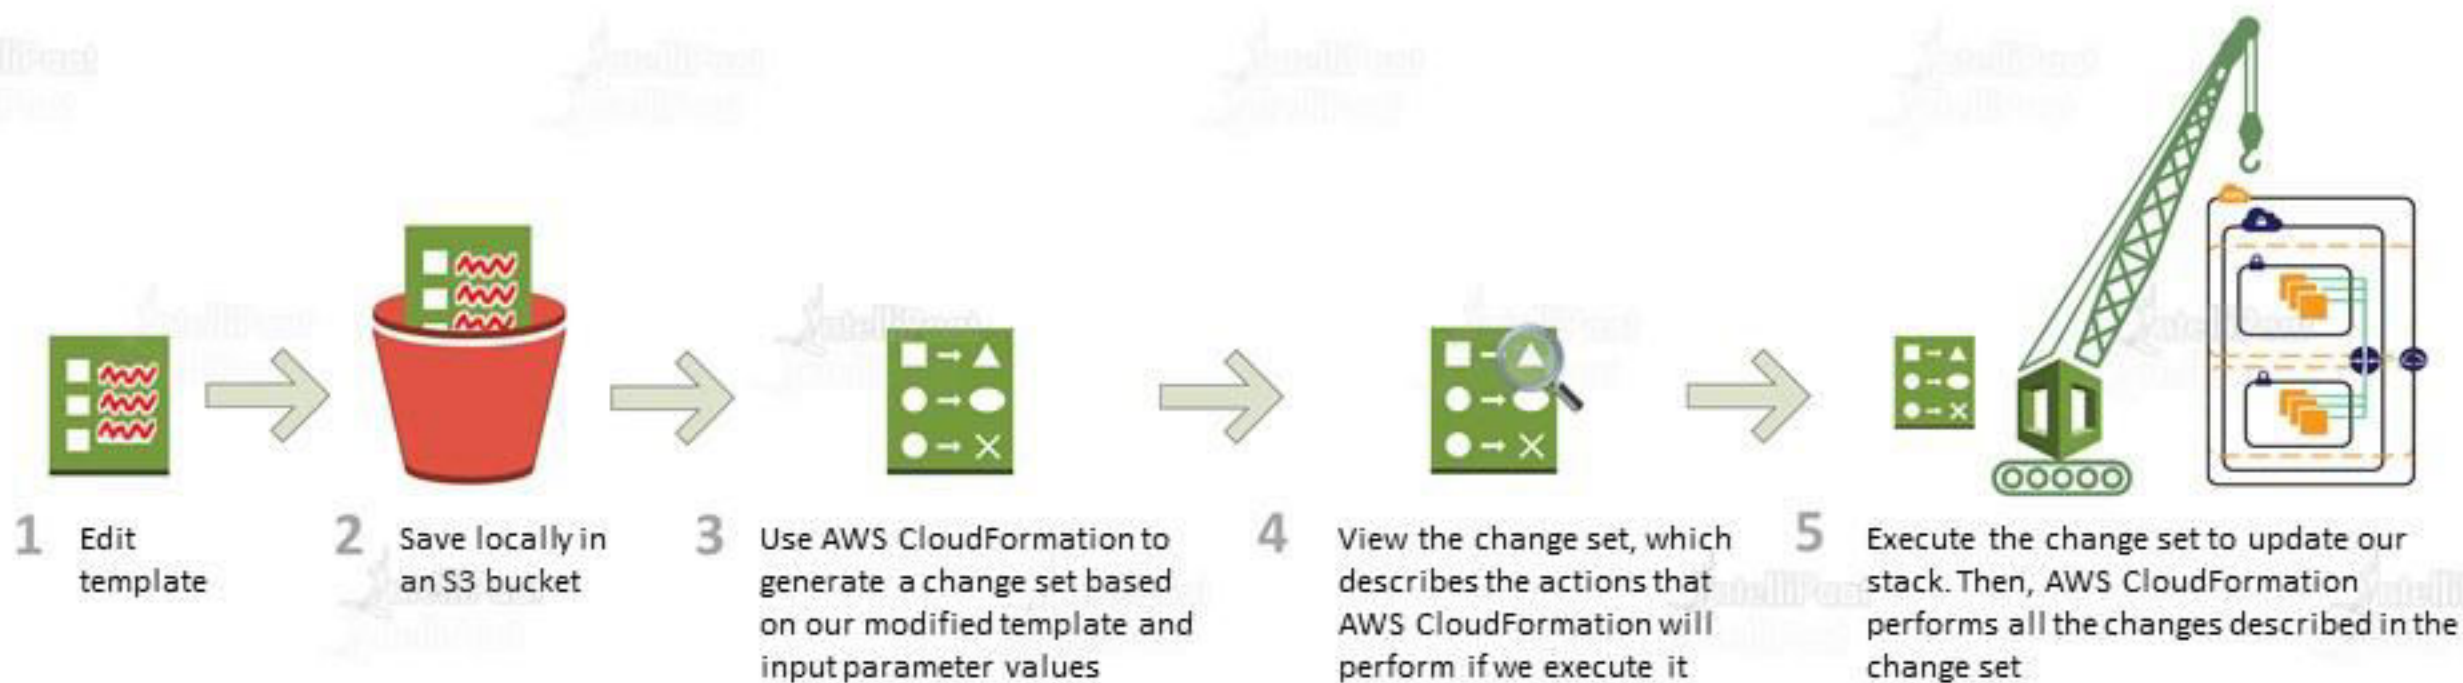 1
Edit
template
2
Save locally in
an S3 bucket
3
Use AWS CloudFormation to
generate a change set based
on our modified template and
input parameter values
4
View the change set, which
describes the actions that
AWS CloudFormation will
perform if we execute it
5
Execute the change set to update our
stack. Then, AWS CloudFormation
performs all the changes described in the
change set